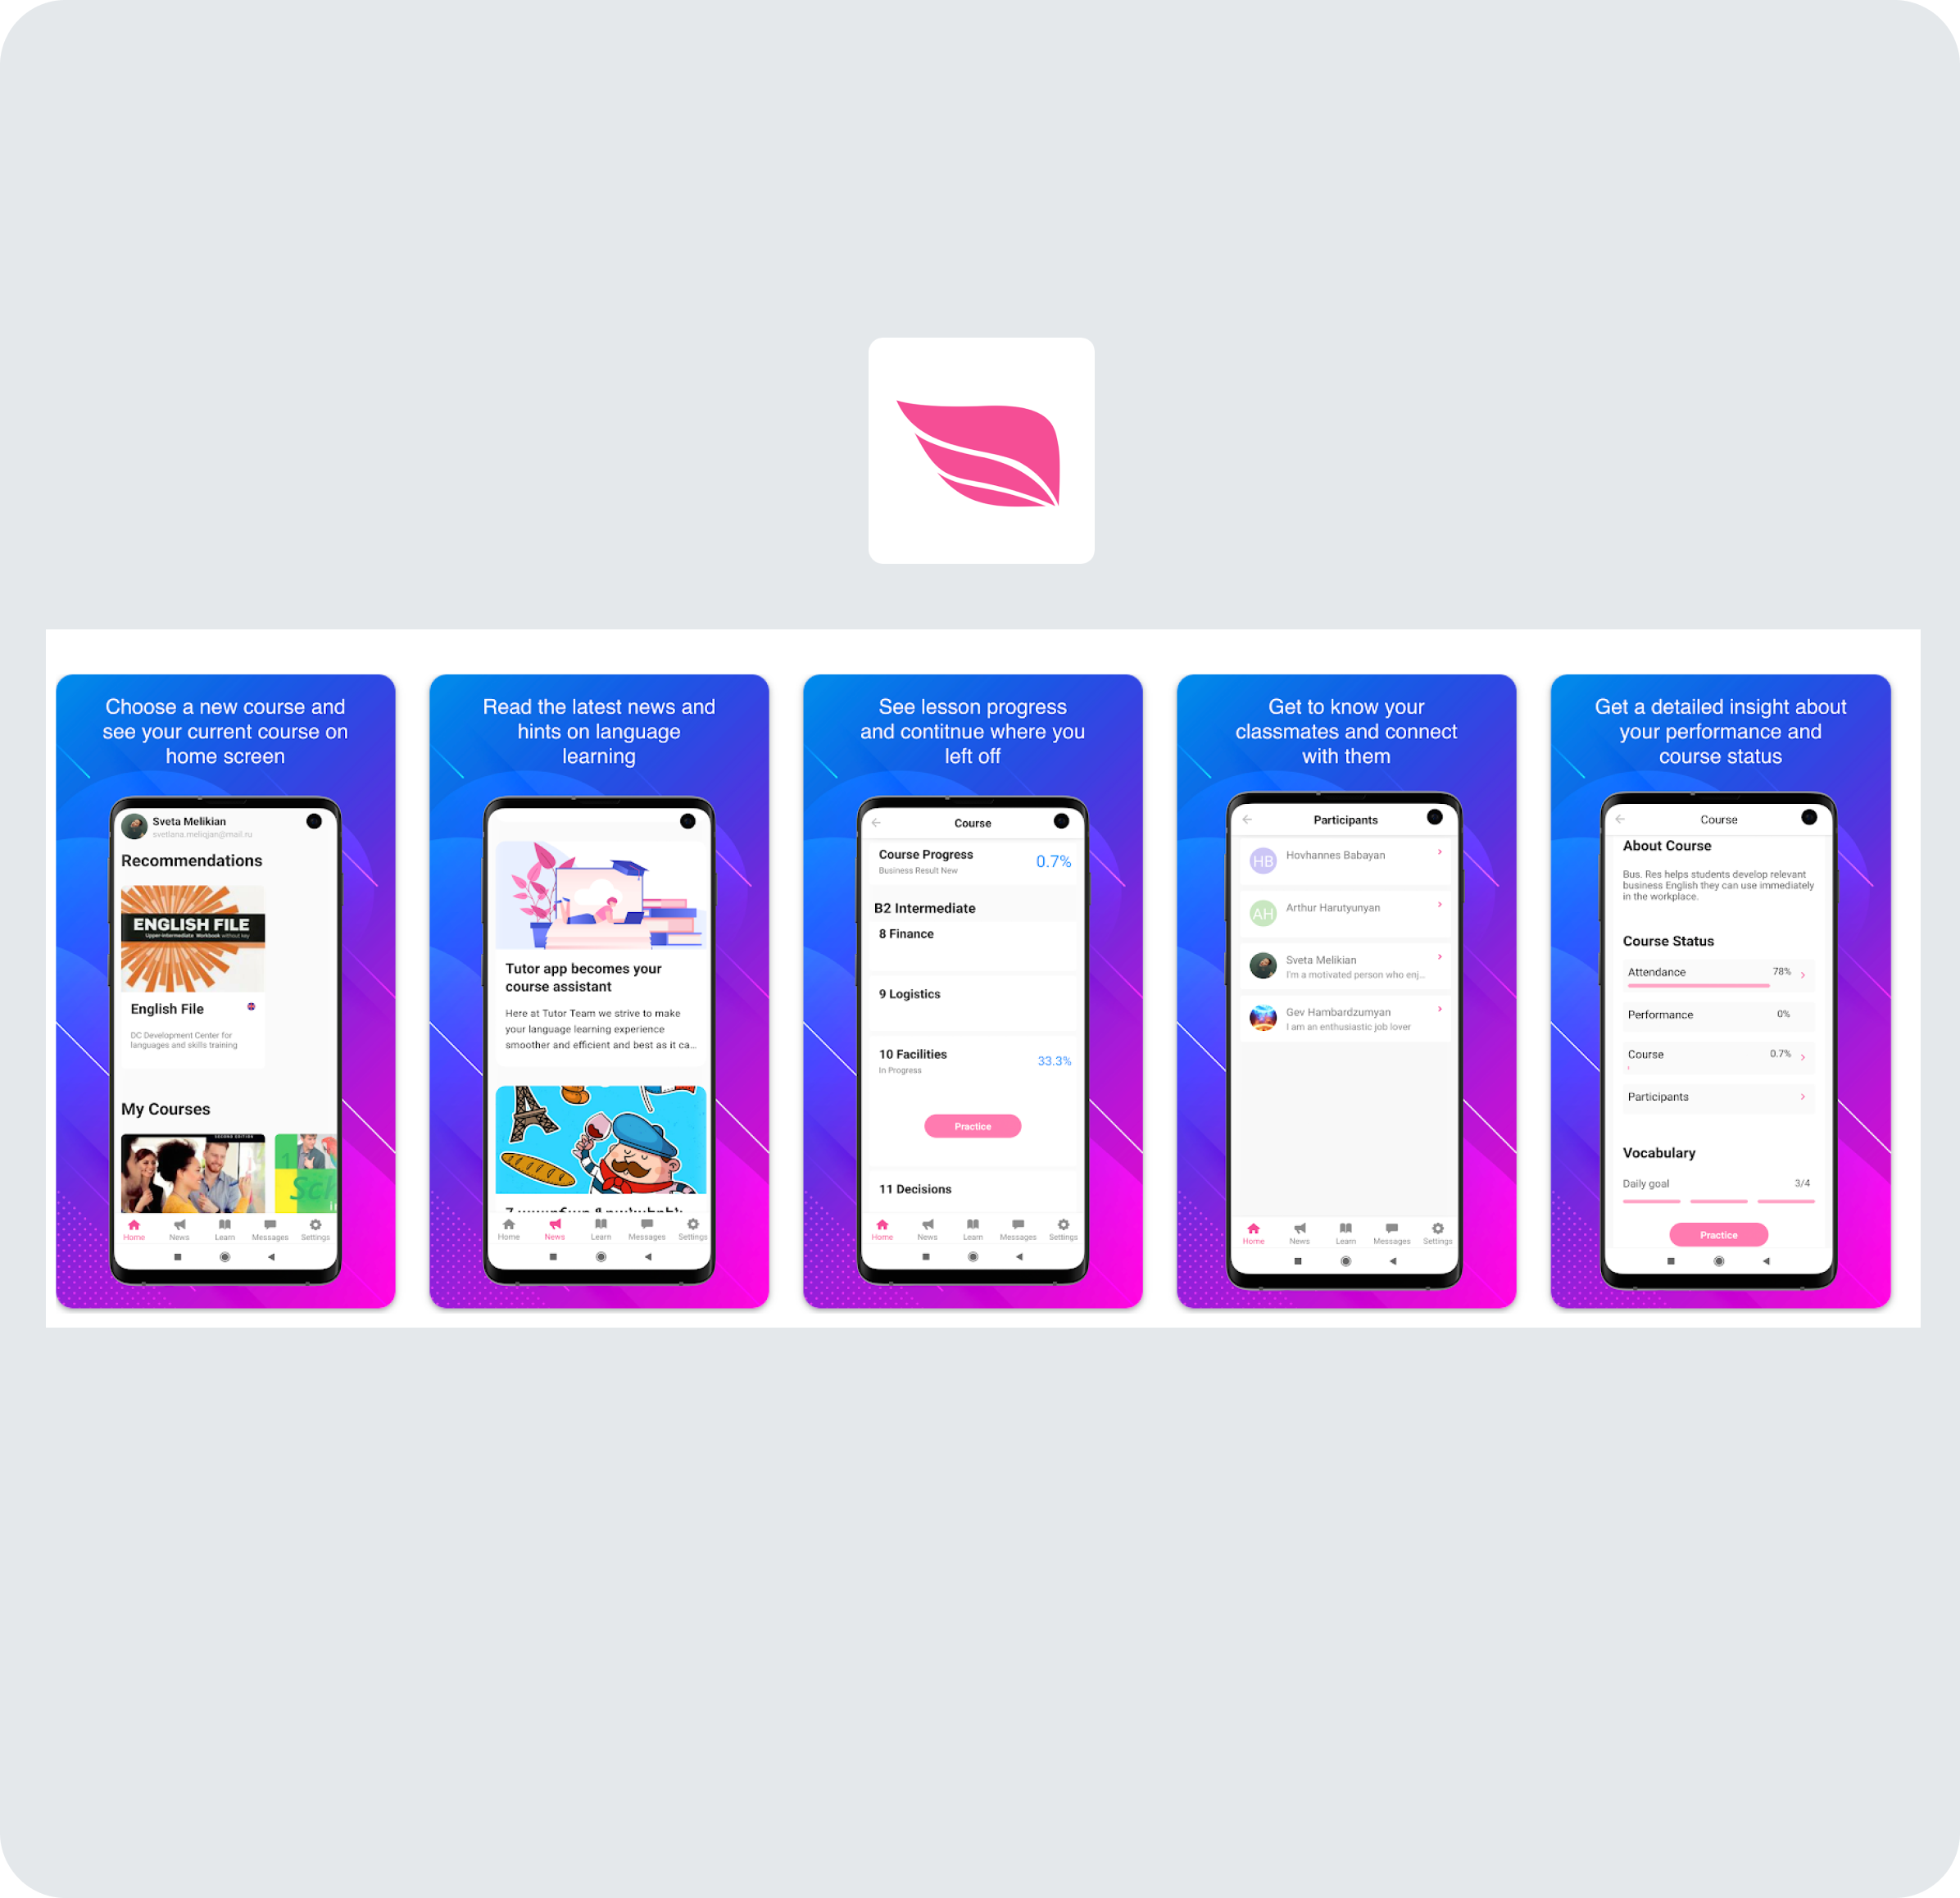 Choose a new course and
see your current course on
home screen
Sveta Melikian
svetlana.meliqjan@mail.ru
Recommendations
ENGLISH FILE
Upper-intermediate Workbook without key
English File
DC Development Center for
languages and skills training
My Courses
SECOND EDITION
Home News Learn Messages Settings
Read the latest news and
hints on language
learning
Tutor app becomes your
course assistant
Here at Tutor Team we strive to make
your language learning experience
smoother and efficient and best as it ca...
Home News Learn Messages Settings
See lesson progress
and contitnue where you
left off
Course
Course Progress
Business Result New
0.7%
B2 Intermediate
8 Finance
9 Logistics
10 Facilities
In Progress
33.3%
Practice
11 Decisions
Home News Learn Messages Settings
Get to know your
classmates and connect
with them
Participants
HB Hovhannes Babayan
AH Arthur Harutyunyan
Sveta Melikian
I'm a motivated person who enj...
Gev Hambardzumyan
I am an enthusiastic job lover
Home News Learn Messages Settings
Get a detailed insight about
your performance and
course status
Course
About Course
Bus. Res helps students develop relevant
business English they can use immediately
in the workplace.
Course Status
Attendance 78%
Performance 0%
Course 0.7%
Participants
Vocabulary
Daily goal 3/4
Practice